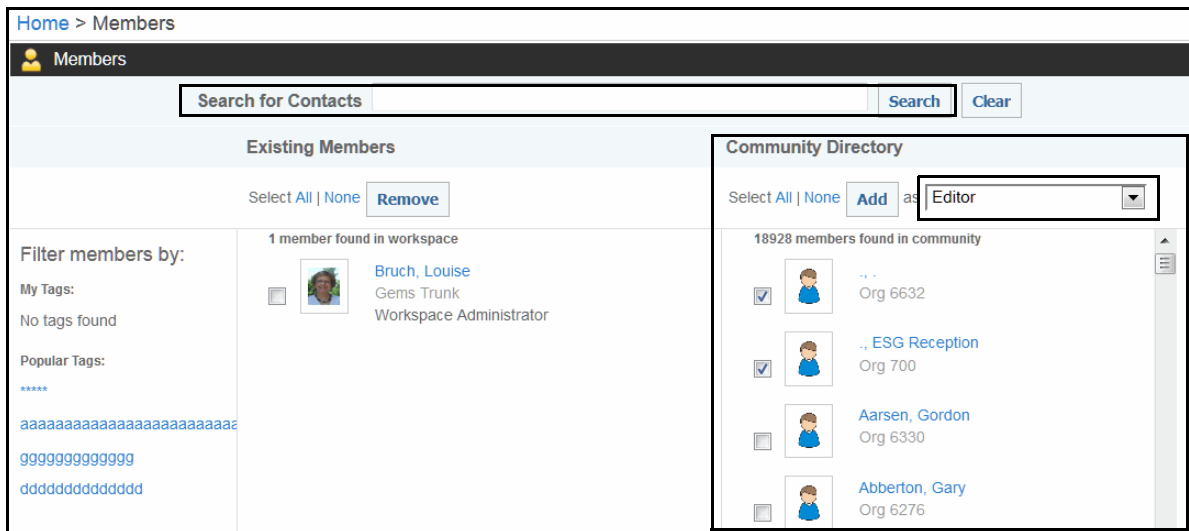 Home > Members
Members
Search for Contacts Search Clear
Existing Members
Select All | None Remove
Community Directory
Select All | None Add as Editor
Filter members by:
My Tags:
No tags found
Popular Tags:
*****
aaaaaaaaaaaaaaaaaaaaaaaaa
ggggggggggggg
dddddddddddddd
1 member found in workspace
Bruch, Louise
Gems Trunk
Workspace Administrator
18928 members found in community
., .
Org 6632
., ESG Reception
Org 700
Aarsen, Gordon
Org 6330
Abberton, Gary
Org 6276